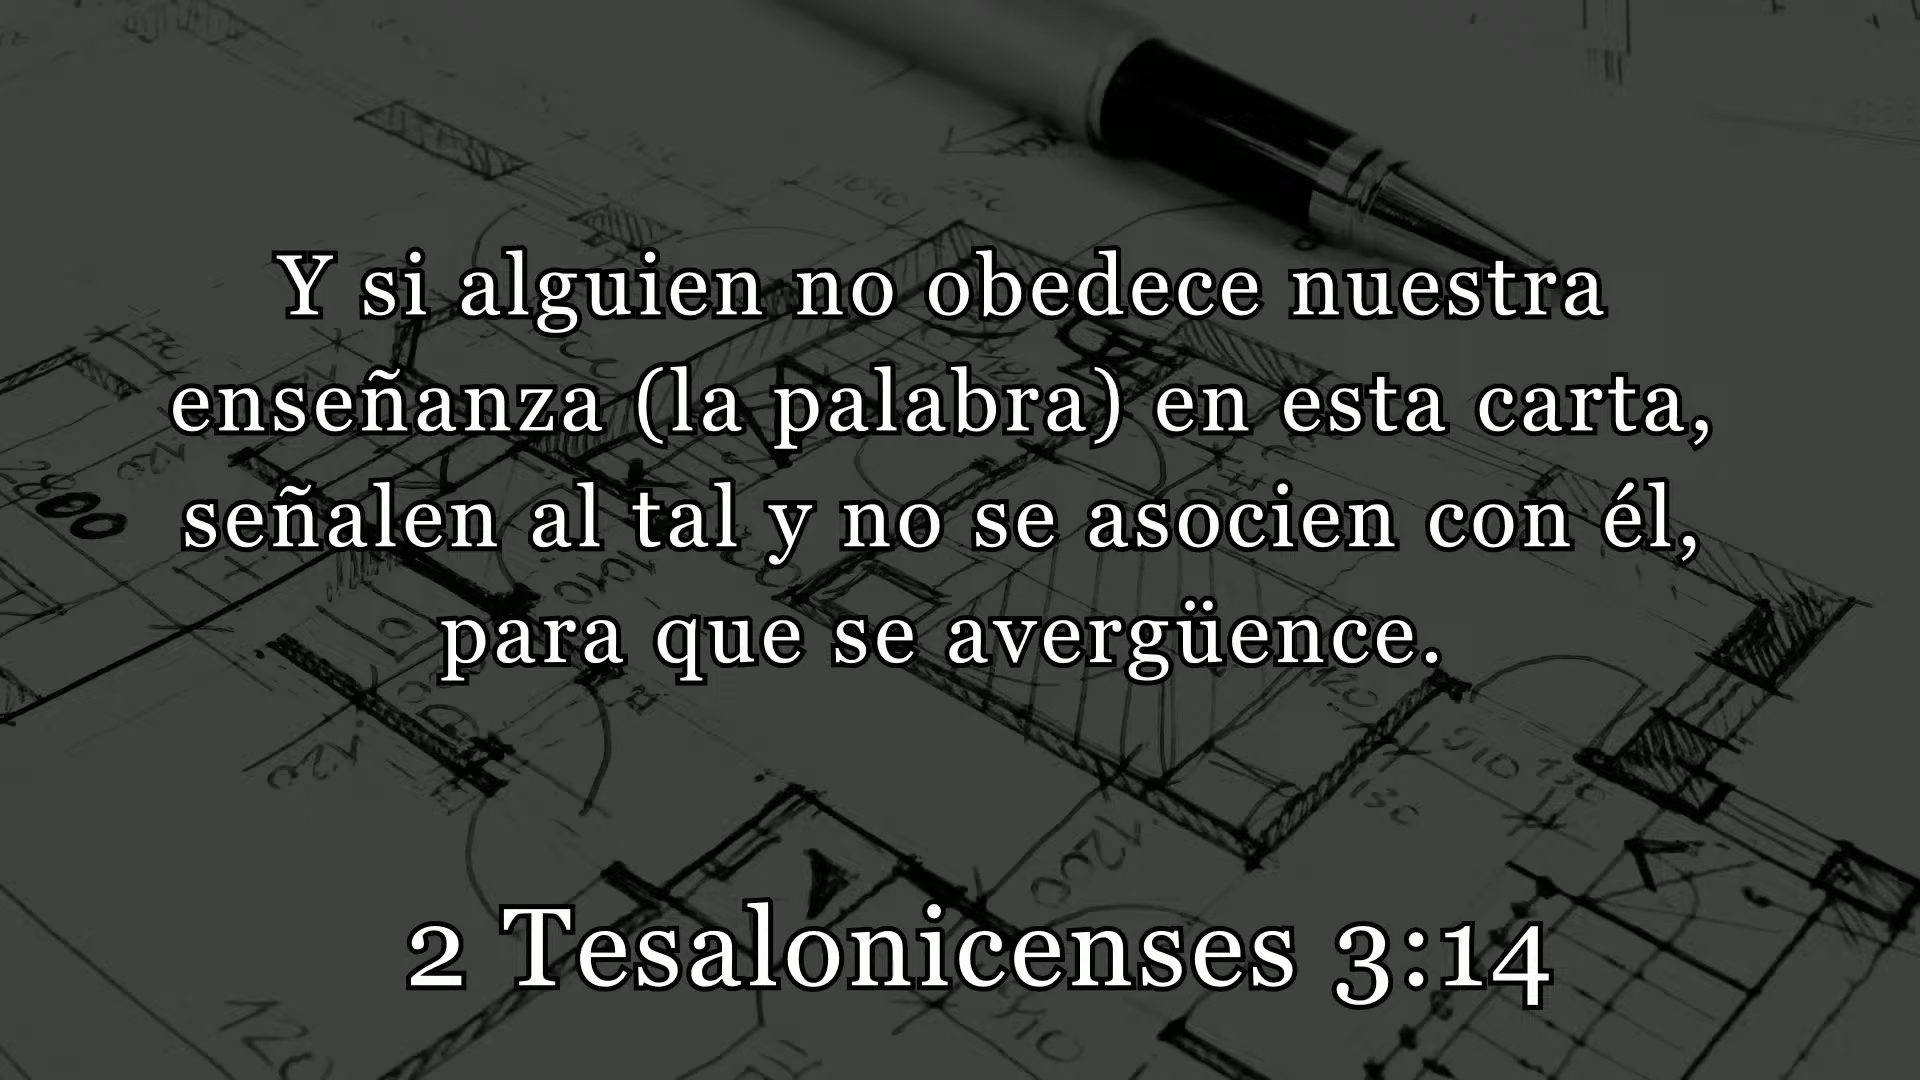 Y si alguien no obedece nuestra
enseñanza (la palabra) en esta carta,
señalen al tal y no se asocien con él,
para que se avergüence.
2 Tesalonicenses 3:14